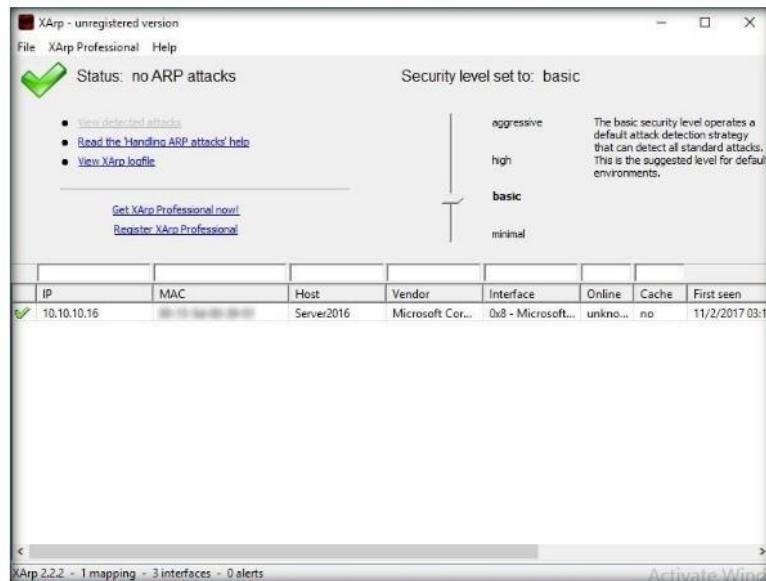 XArp - unregistered version
File XArp Professional Help
Status: no ARP attacks
Security level set to: basic
View detected attacks
Read the 'Handling ARP attacks' help
View XArp logfile
Get XArp Professional now!
Register XArp Professional
aggressive
high
basic
minimal
The basic security level operates a
default attack detection strategy
that can detect all standard attacks.
This is the suggested level for defaul
environments.
IP MAC Host Vendor Interface Online Cache First seen
10.10.10.16 Server2016 Microsoft Cor... 0x8 - Microsoft... unkno... no 11/2/2017 03:1
XArp 2.2.2 - 1 mapping - 3 interfaces - 0 alerts
Activate Wind